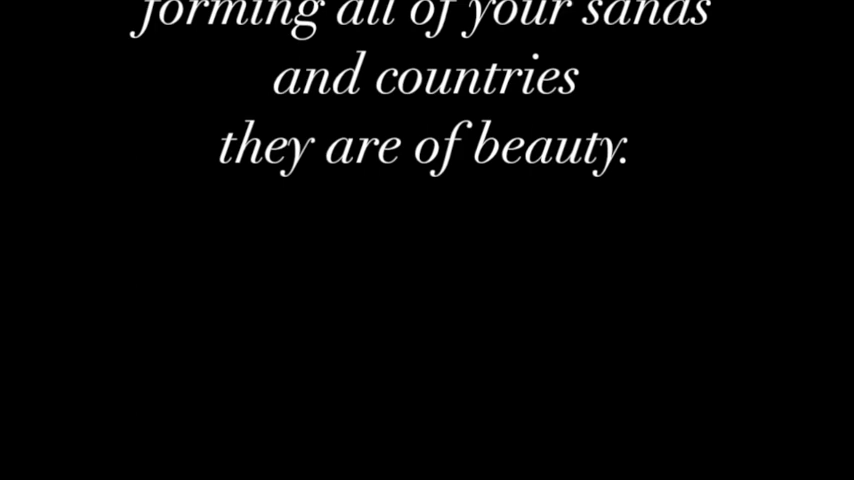 forming all of your sands
and countries
they are of beauty.